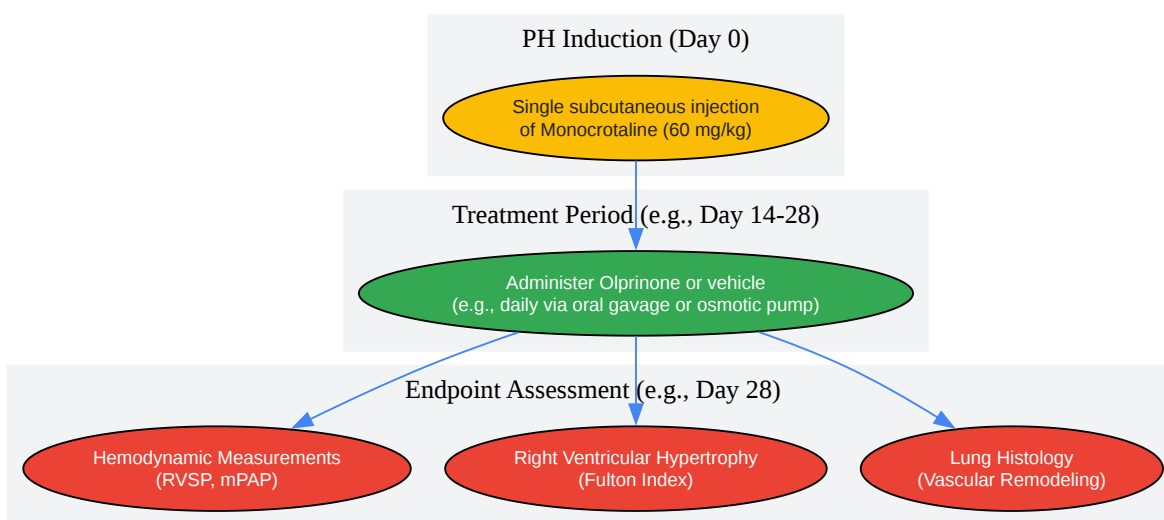 PH Induction (Day 0)
Single subcutaneous injection
of Monocrotaline (60 mg/kg)
Treatment Period (e.g., Day 14-28)
Administer Olprinone or vehicle
(e.g., daily via oral gavage or osmotic pump)
Endpoint Assessment (e.g., Day 28)
Hemodynamic Measurements
(RVSP, mPAP)
Right Ventricular Hypertrophy
(Fulton Index)
Lung Histology
(Vascular Remodeling)